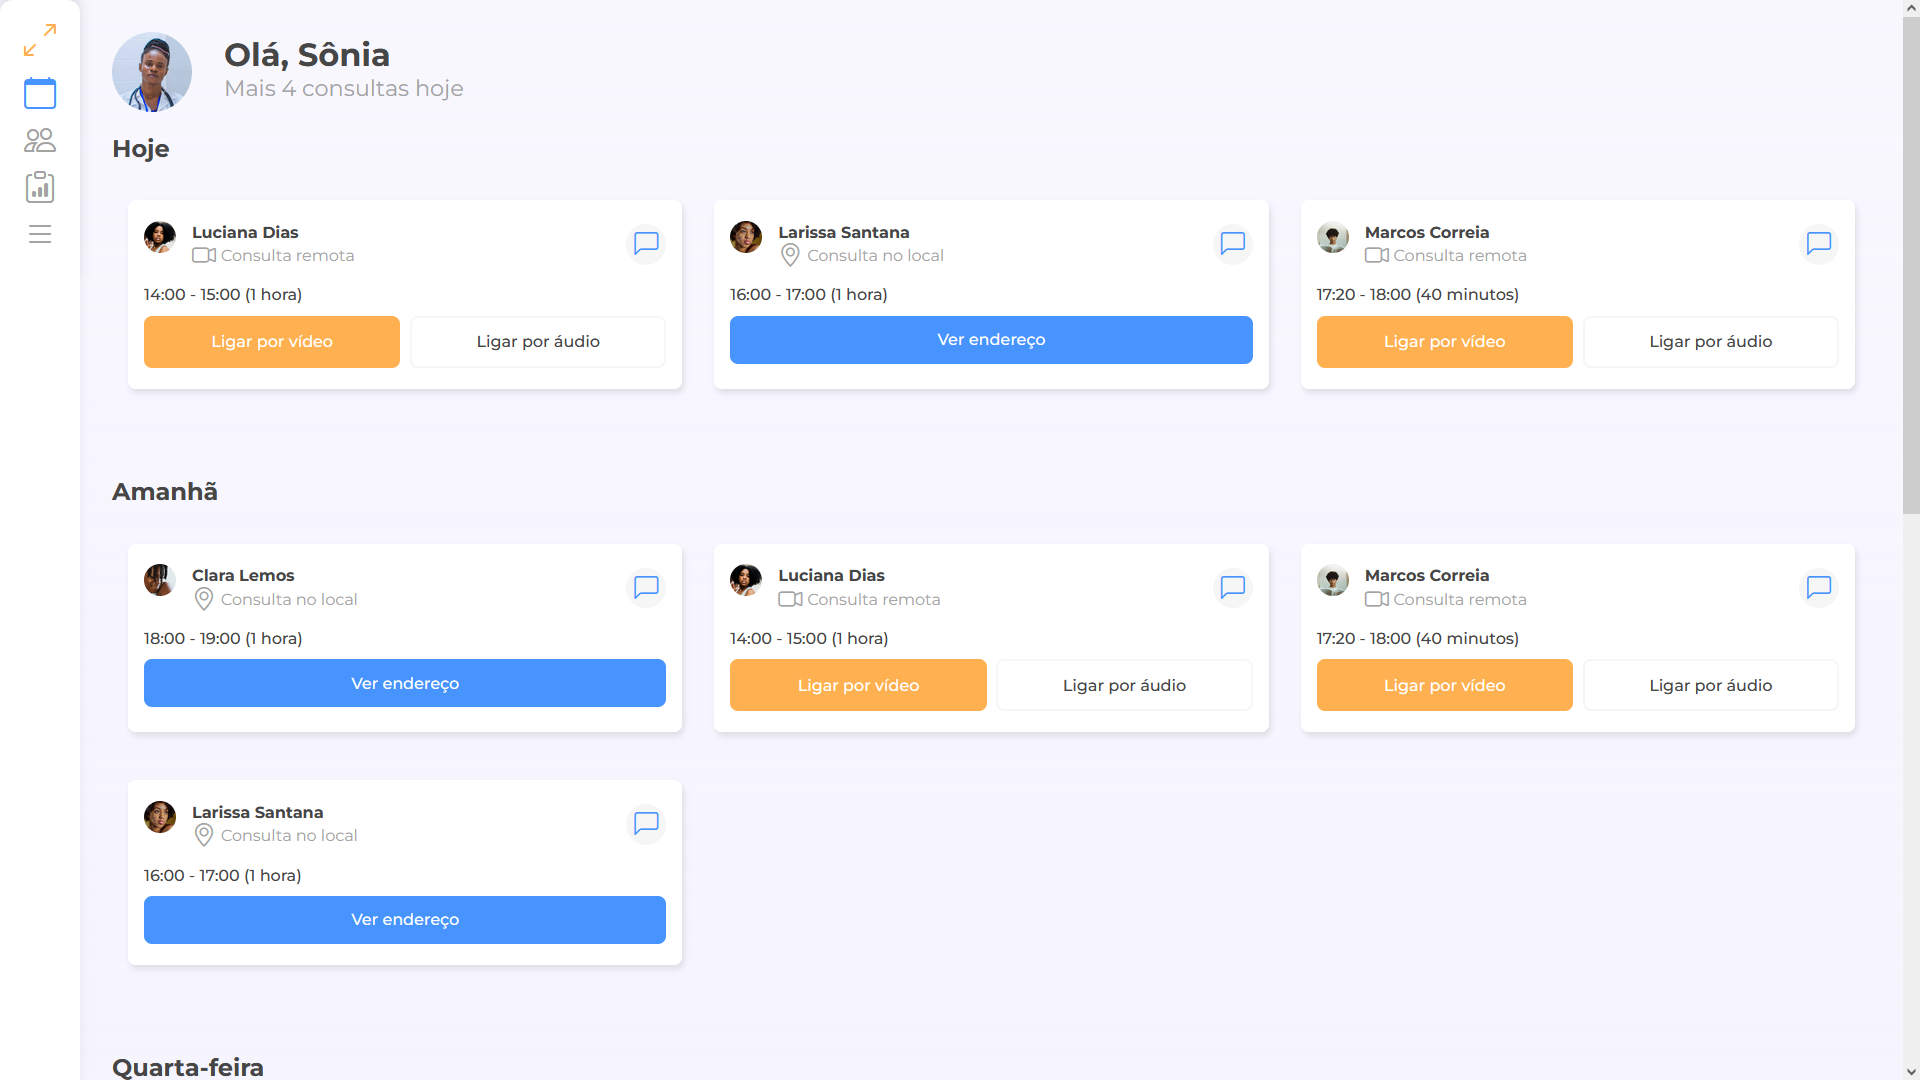 Olá, Sônia
Mais 4 consultas hoje
Hoje
Luciana Dias
Consulta remota
14:00 - 15:00 (1 hora)
Ligar por vídeo
Ligar por áudio
Larissa Santana
Consulta no local
16:00 - 17:00 (1 hora)
Ver endereço
Marcos Correia
Consulta remota
17:20 - 18:00 (40 minutos)
Ligar por vídeo
Ligar por áudio
Amanhã
Clara Lemos
Consulta no local
18:00 - 19:00 (1 hora)
Ver endereço
Luciana Dias
Consulta remota
14:00 - 15:00 (1 hora)
Ligar por vídeo
Ligar por áudio
Marcos Correia
Consulta remota
17:20 - 18:00 (40 minutos)
Ligar por vídeo
Ligar por áudio
Larissa Santana
Consulta no local
16:00 - 17:00 (1 hora)
Ver endereço
Quarta-feira